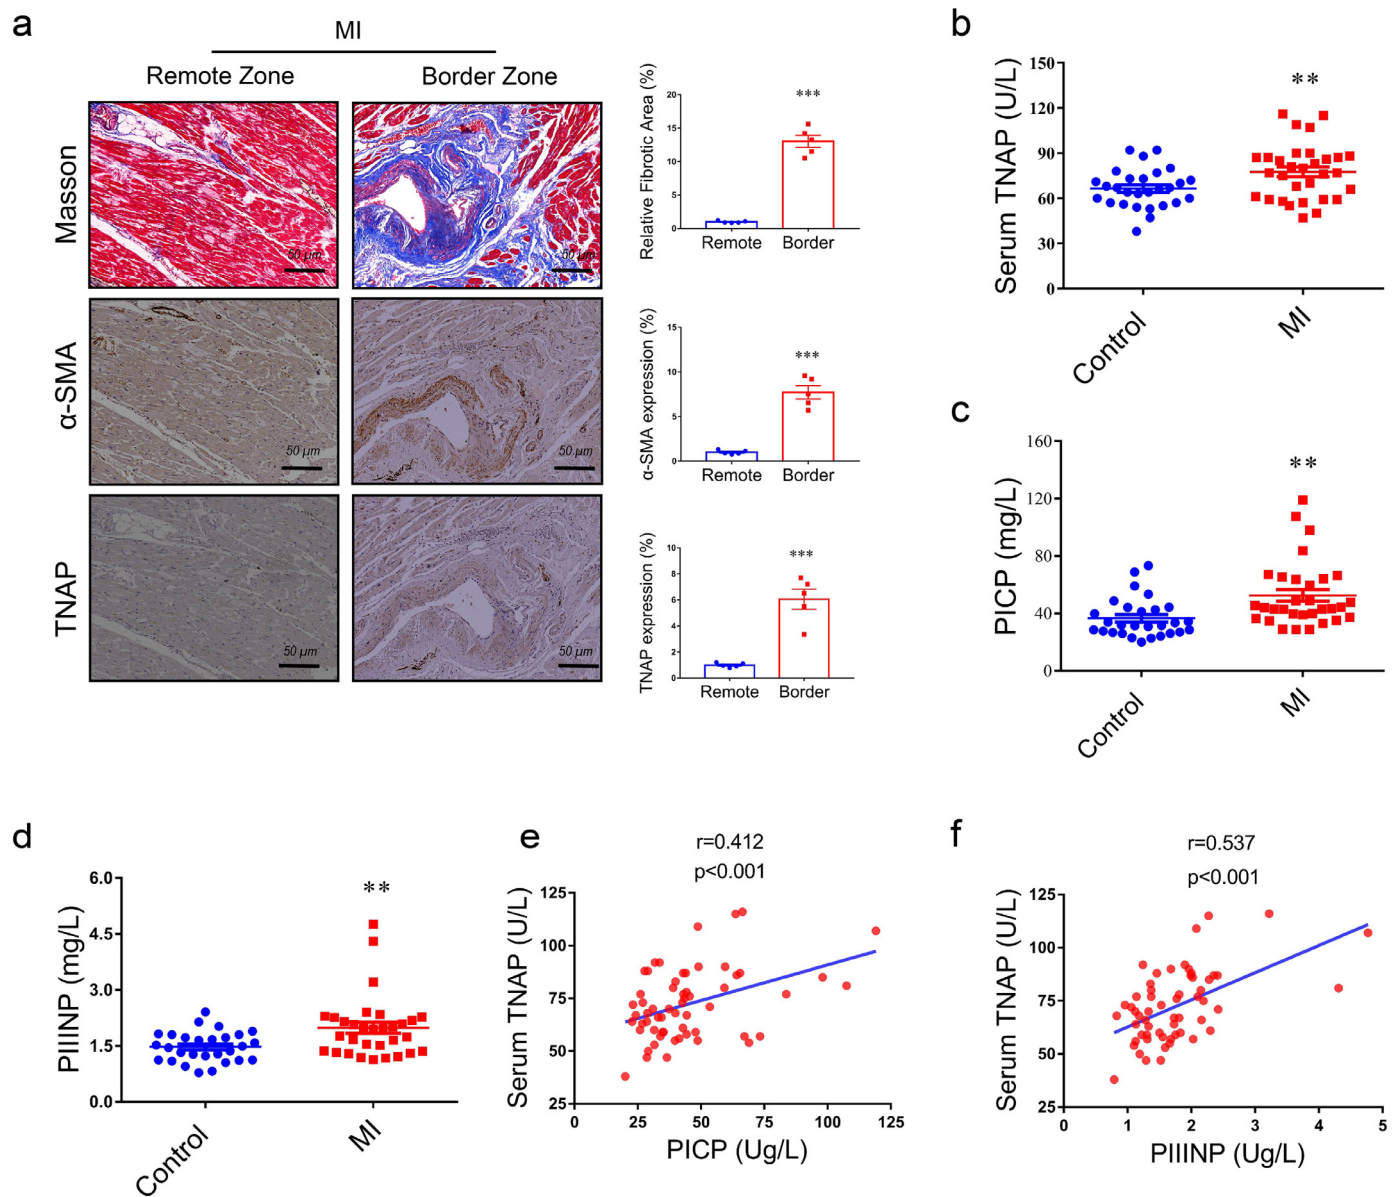 a
MI
Remote Zone
Border Zone
Masson
50 µm
50 µm
α-SMA
50 µm
50 µm
TNAP
50 µm
50 µm
Relative Fibrotic Area (%)
20
15
10
5
0
***
Remote
Border
α-SMA expression (%)
15
10
5
0
***
Remote
Border
TNAP expression (%)
10
8
6
4
2
0
***
Remote
Border
b
Serum TNAP (U/L)
150
120
90
60
30
0
**
Control
MI
c
PICP (mg/L)
160
120
80
40
0
**
Control
MI
d
PIIINP (mg/L)
6.0
4.5
3.0
1.5
0.0
**
Control
MI
e
r=0.412
p<0.001
Serum TNAP (U/L)
125
100
75
50
25
0
25
50
75
100
125
PICP (Ug/L)
f
r=0.537
p<0.001
Serum TNAP (U/L)
125
100
75
50
25
0
1
2
3
4
5
PIIINP (Ug/L)